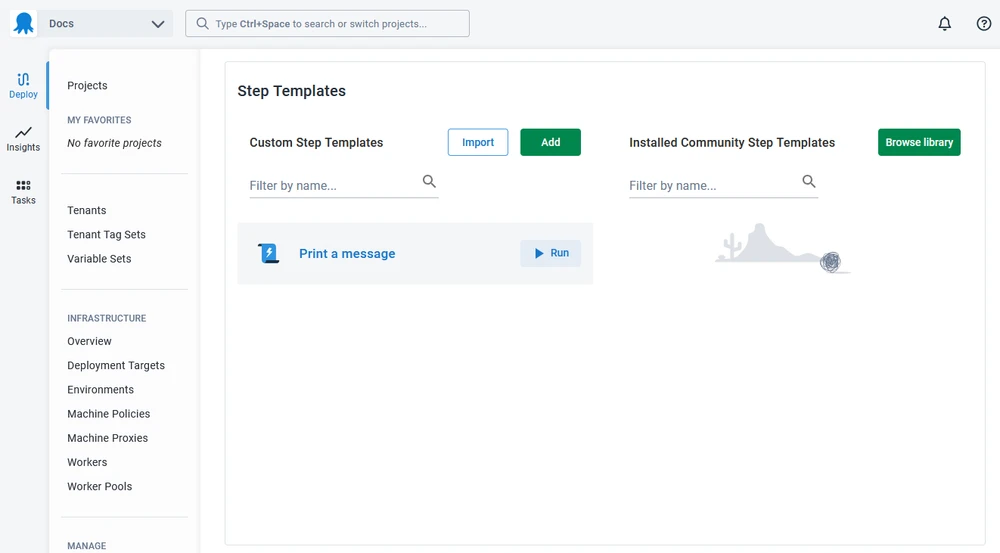 Docs
Type Ctrl+Space to search or switch projects...
Deploy
Insights
Tasks
Projects
MY FAVORITES
No favorite projects
Tenants
Tenant Tag Sets
Variable Sets
INFRASTRUCTURE
Overview
Deployment Targets
Environments
Machine Policies
Machine Proxies
Workers
Worker Pools
MANAGE
Step Templates
Custom Step Templates
Import
Add
Filter by name...
Print a message
Run
Installed Community Step Templates
Browse library
Filter by name...